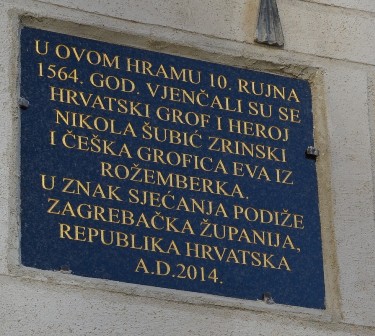 U OVOM HRAMU 10. RUJNA
1564. GOD. VJENČALI SU SE
HRVATSKI GROF I HEROJ
NIKOLA ŠUBIĆ ZRINSKI
I ČEŠKA GROFICA EVA IZ
ROŽEMBERKA.
U ZNAK SJEĆANJA PODIŽE
ZAGREBAČKA ŽUPANIJA,
REPUBLIKA HRVATSKA
A.D.2014.